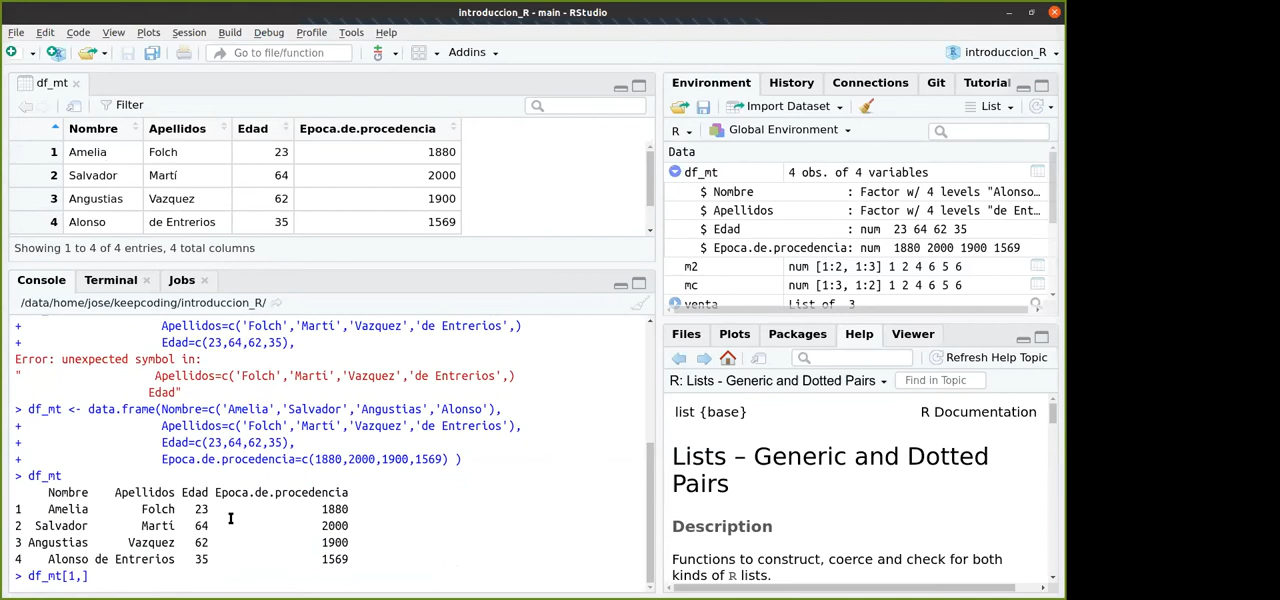 introduccion_R - main - RStudio
File Edit Code View Plots Session Build Debug Profile Tools Help
Go to file/function Addins introduccion_R
df_mt
Filter
Nombre Apellidos Edad Epoca.de.procedencia
1 Amelia Folch 23 1880
2 Salvador Martí 64 2000
3 Angustias Vazquez 62 1900
4 Alonso de Entrerios 35 1569
Showing 1 to 4 of 4 entries, 4 total columns
Console Terminal Jobs
/data/home/jose/keepcoding/introduccion_R/
+ Apellidos=c('Folch','Martí','Vazquez','de Entrerios',)
+ Edad=c(23,64,62,35),
Error: unexpected symbol in:
" Apellidos=c('Folch','Martí','Vazquez','de Entrerios',)
Edad"
> df_mt <- data.frame(Nombre=c('Amelia','Salvador','Angustias','Alonso'),
+ Apellidos=c('Folch','Martí','Vazquez','de Entrerios'),
+ Edad=c(23,64,62,35),
+ Epoca.de.procedencia=c(1880,2000,1900,1569) )
> df_mt
Nombre Apellidos Edad Epoca.de.procedencia
1 Amelia Folch 23 1880
2 Salvador Martí 64 2000
3 Angustias Vazquez 62 1900
4 Alonso de Entrerios 35 1569
> df_mt[1,]
Environment History Connections Git Tutorial
Import Dataset List
R Global Environment
Data
df_mt 4 obs. of 4 variables
$ Nombre : Factor w/ 4 levels "Alonso…
$ Apellidos : Factor w/ 4 levels "de Ent…
$ Edad : num 23 64 62 35
$ Epoca.de.procedencia: num 1880 2000 1900 1569
m2 num [1:2, 1:3] 1 2 4 6 5 6
mc num [1:3, 1:2] 1 2 4 6 5 6
venta List of 3
Files Plots Packages Help Viewer
Refresh Help Topic
R: Lists - Generic and Dotted Pairs Find in Topic
list {base} R Documentation
Lists – Generic and Dotted
Pairs
Description
Functions to construct, coerce and check for both
kinds of R lists.